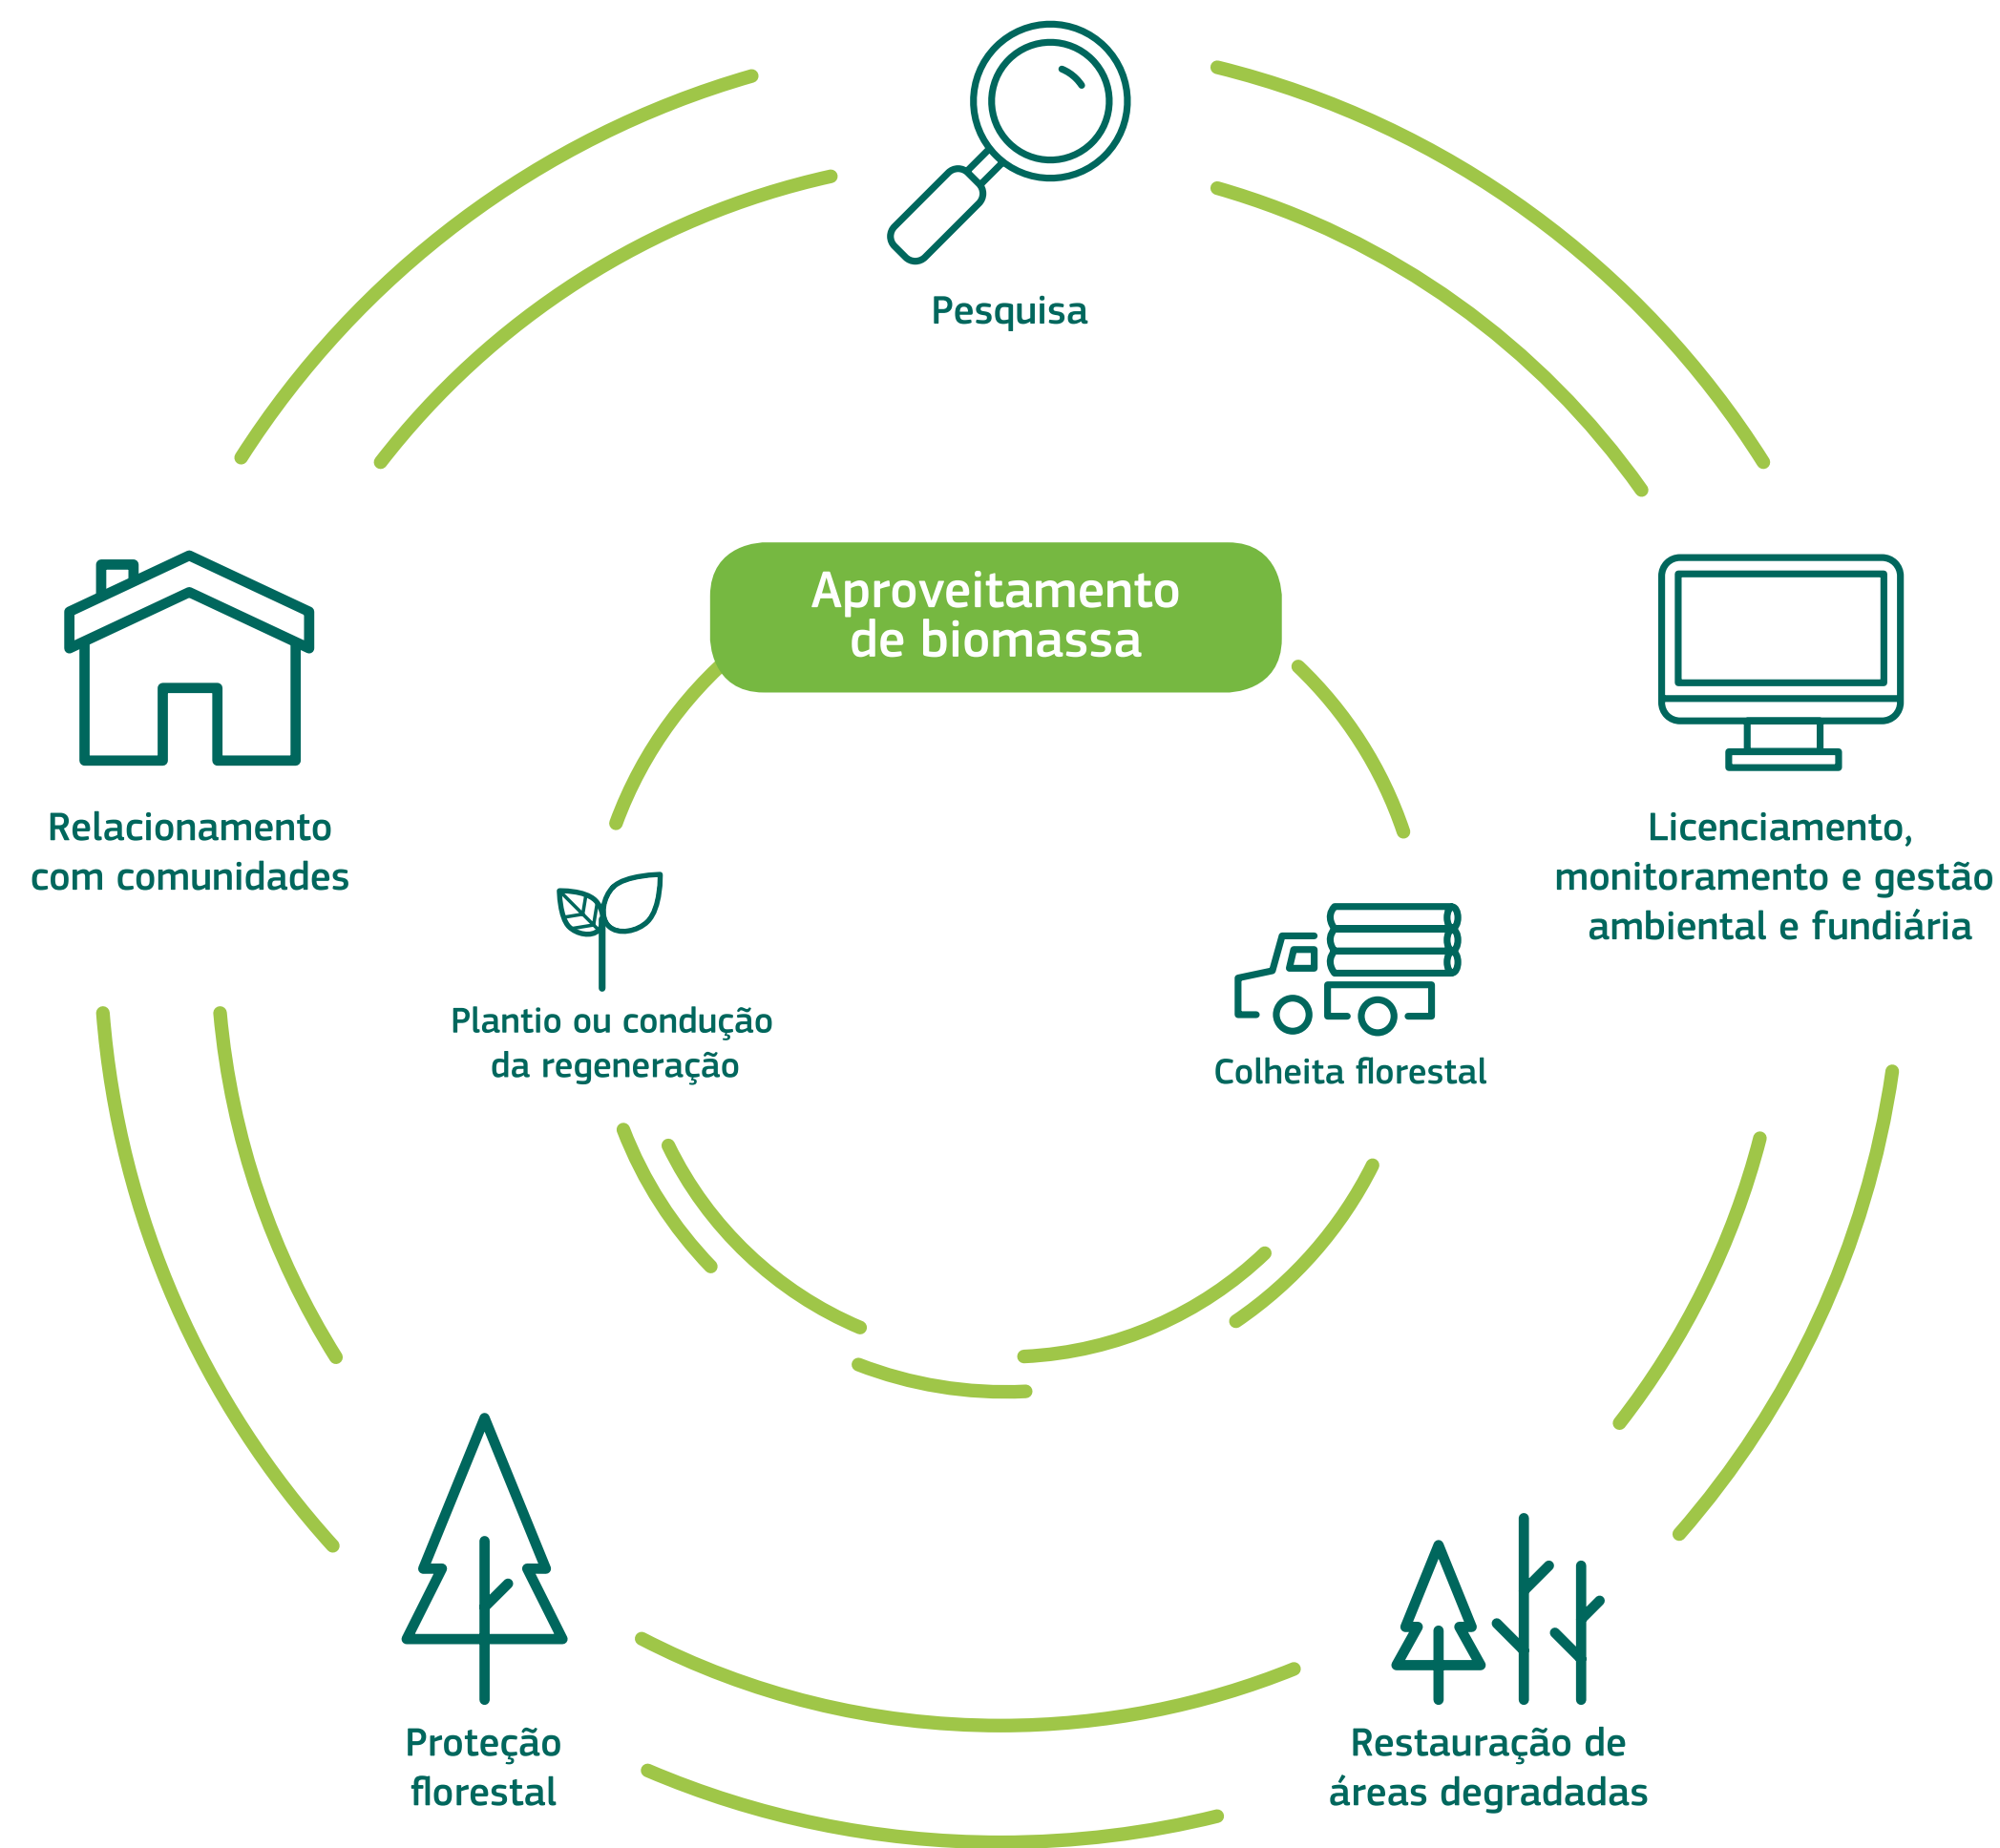 Pesquisa
Aproveitamento
de biomassa
Relacionamento
com comunidades
Licenciamento,
monitoramento e gestão
ambiental e fundiária
Plantio ou condução
da regeneração
Colheita florestal
Proteção
florestal
Restauração de
áreas degradadas